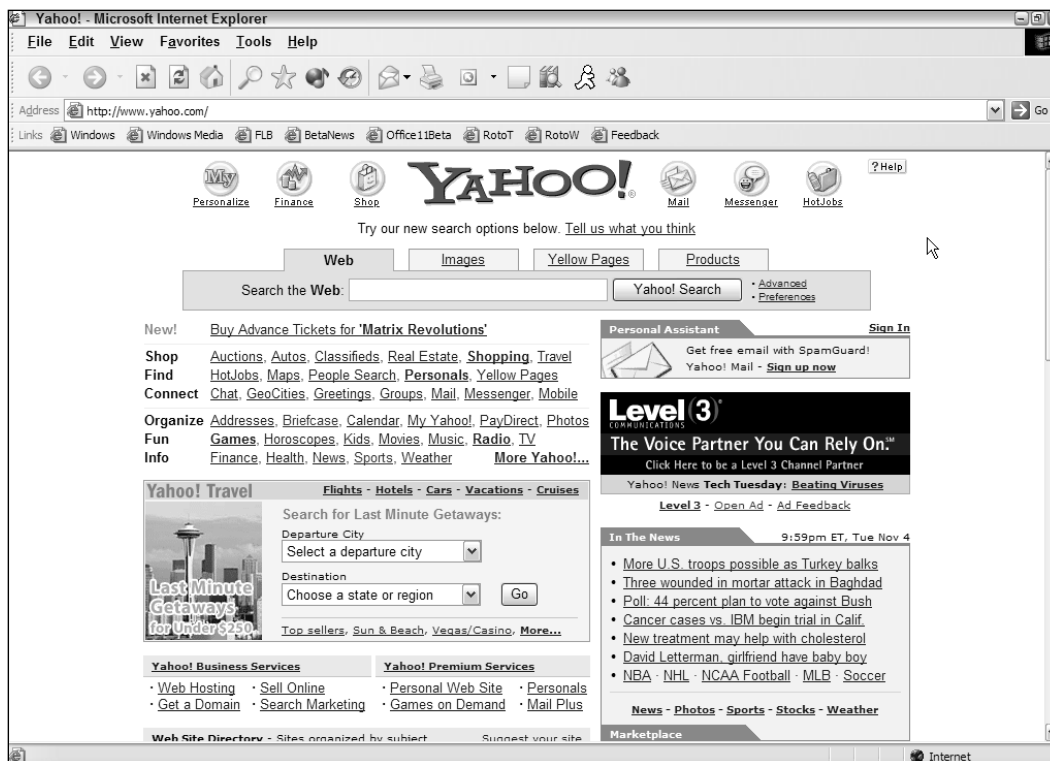 Yahoo! - Microsoft Internet Explorer
File Edit View Favorites Tools Help
Address http://www.yahoo.com/ Go
Links Windows Windows Media FLB BetaNews Office11Beta RotoT RotoW Feedback
My YAHOO! ? Help
Personalize Finance Shop Mail Messenger HotJobs
Try our new search options below. Tell us what you think
Web Images Yellow Pages Products
Search the Web: Yahoo! Search · Advanced
· Preferences
New! Buy Advance Tickets for 'Matrix Revolutions'
Shop Auctions, Autos, Classifieds, Real Estate, Shopping, Travel
Find HotJobs, Maps, People Search, Personals, Yellow Pages
Connect Chat, GeoCities, Greetings, Groups, Mail, Messenger, Mobile
Organize Addresses, Briefcase, Calendar, My Yahoo!, PayDirect, Photos
Fun Games, Horoscopes, Kids, Movies, Music, Radio, TV
Info Finance, Health, News, Sports, Weather More Yahoo!...
Yahoo! Travel Flights - Hotels - Cars - Vacations - Cruises
Search for Last Minute Getaways:
Departure City
Select a departure city
Destination
Choose a state or region Go
Last Minute
Getaways
for Under $250
Top sellers, Sun & Beach, Vegas/Casino, More...
Yahoo! Business Services
· Web Hosting · Sell Online
· Get a Domain · Search Marketing
Yahoo! Premium Services
· Personal Web Site · Personals
· Games on Demand · Mail Plus
Web Site Directory - Sites organized by subject Suggest your site
Personal Assistant Sign In
Get free email with SpamGuard!
Yahoo! Mail - Sign up now
Level (3)
COMMUNICATIONS
The Voice Partner You Can Rely On.℠
Click Here to be a Level 3 Channel Partner
Yahoo! News Tech Tuesday: Beating Viruses
Level 3 - Open Ad - Ad Feedback
In The News 9:59pm ET, Tue Nov 4
• More U.S. troops possible as Turkey balks
• Three wounded in mortar attack in Baghdad
• Poll: 44 percent plan to vote against Bush
• Cancer cases vs. IBM begin trial in Calif.
• New treatment may help with cholesterol
• David Letterman, girlfriend have baby boy
• NBA · NHL · NCAA Football · MLB · Soccer
News - Photos - Sports - Stocks - Weather
Marketplace
Internet